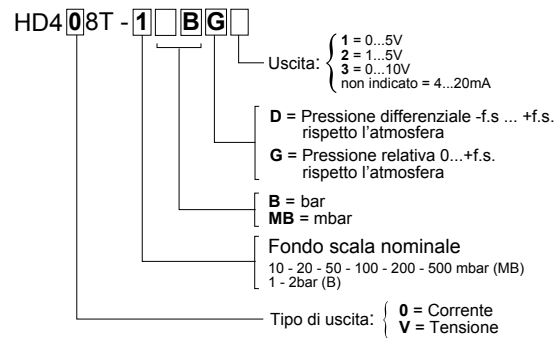 HD408T - 1 BG
Uscita:
1 = 0...5V
2 = 1...5V
3 = 0...10V
non indicato = 4...20mA
D = Pressione differenziale -f.s ... +f.s.
rispetto l'atmosfera
G = Pressione relativa 0...+f.s.
rispetto l'atmosfera
B = bar
MB = mbar
Fondo scala nominale
10 - 20 - 50 - 100 - 200 - 500 mbar (MB)
1 - 2bar (B)
Tipo di uscita:
0 = Corrente
V = Tensione